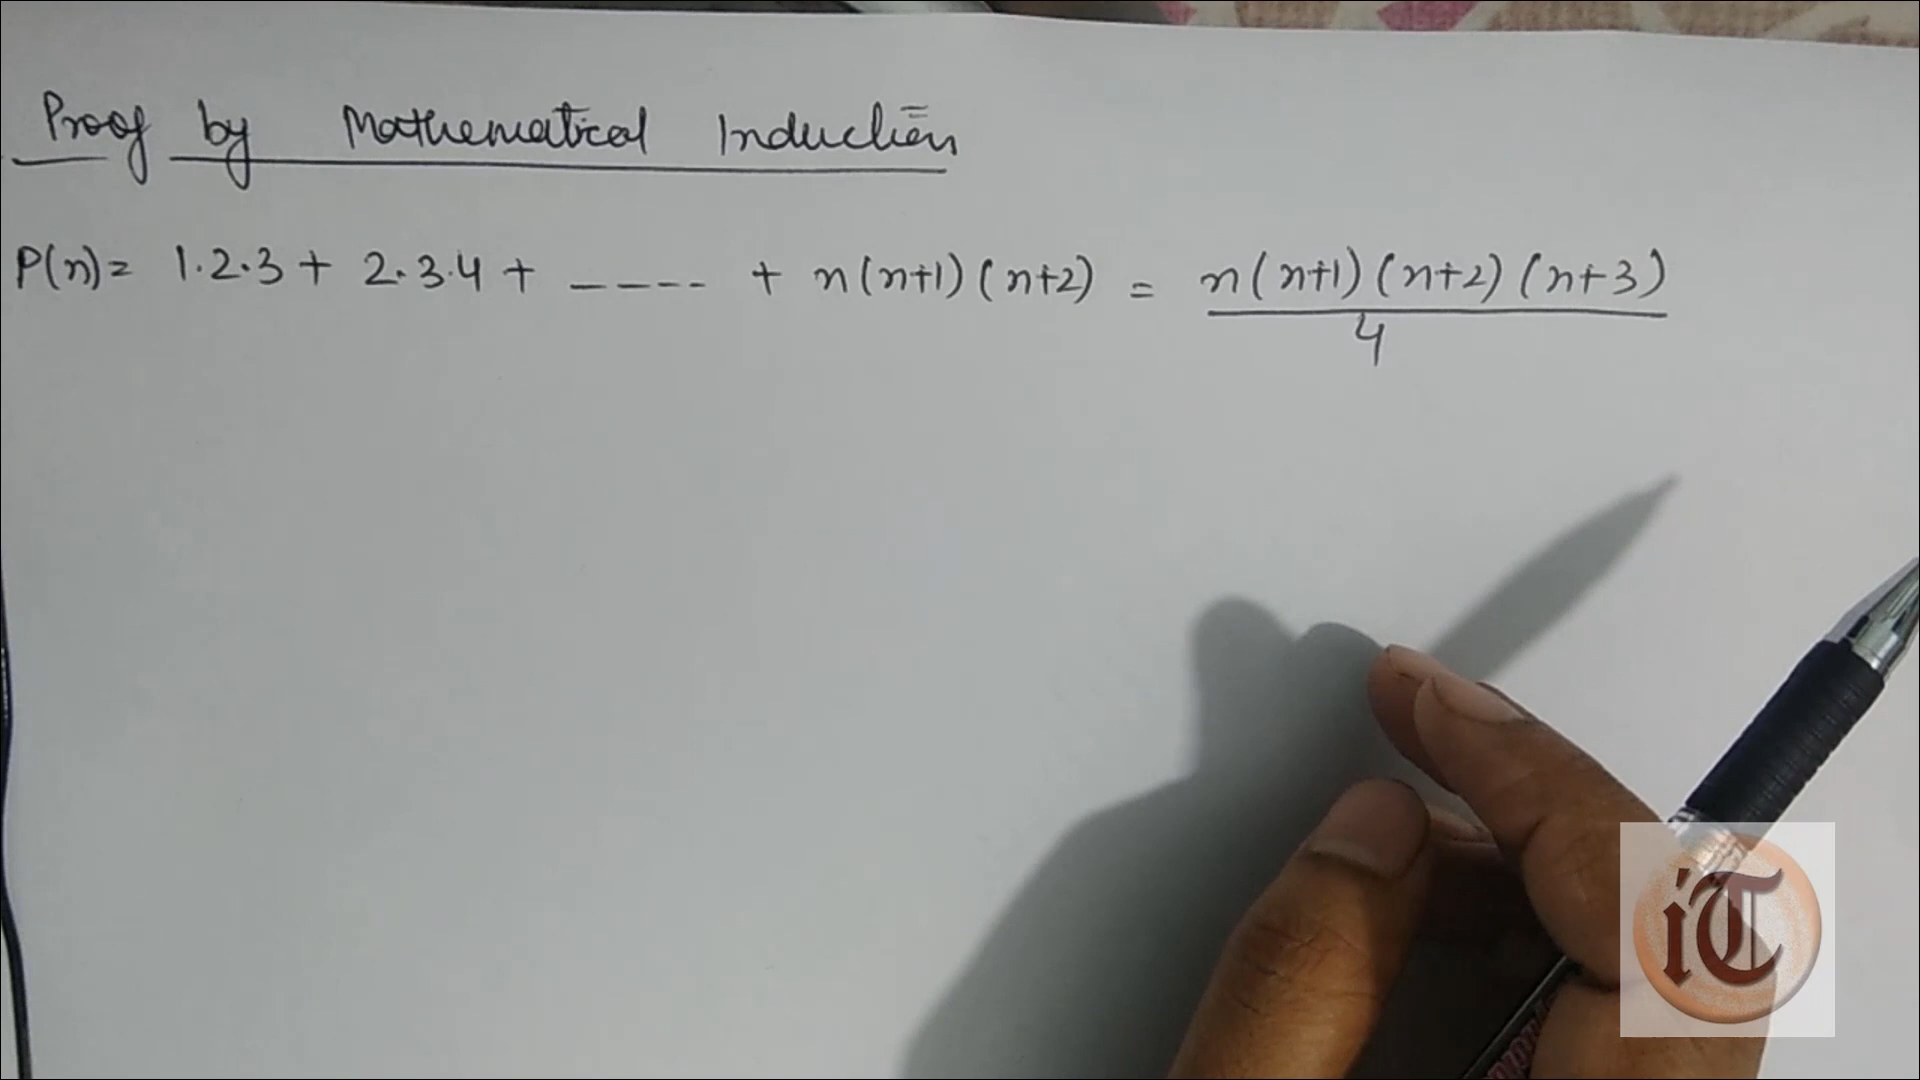 Proof by Mathematical Induction
P(n) = 1.2.3 + 2.3.4 + ---- + n(n+1)(n+2) = n(n+1)(n+2)(n+3)
4
iT